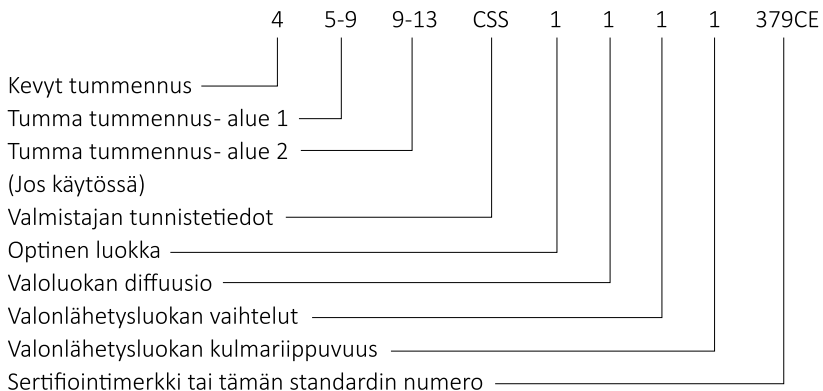 4 5-9 9-13 CSS 1 1 1 1 379CE
Kevyt tummennus
Tumma tummennus- alue 1
Tumma tummennus- alue 2
(Jos käytössä)
Valmistajan tunnistetiedot
Optinen luokka
Valoluokan diffuusio
Valonlähetysluokan vaihtelut
Valonlähetysluokan kulmariippuvuus
Sertifiointimerkki tai tämän standardin numero